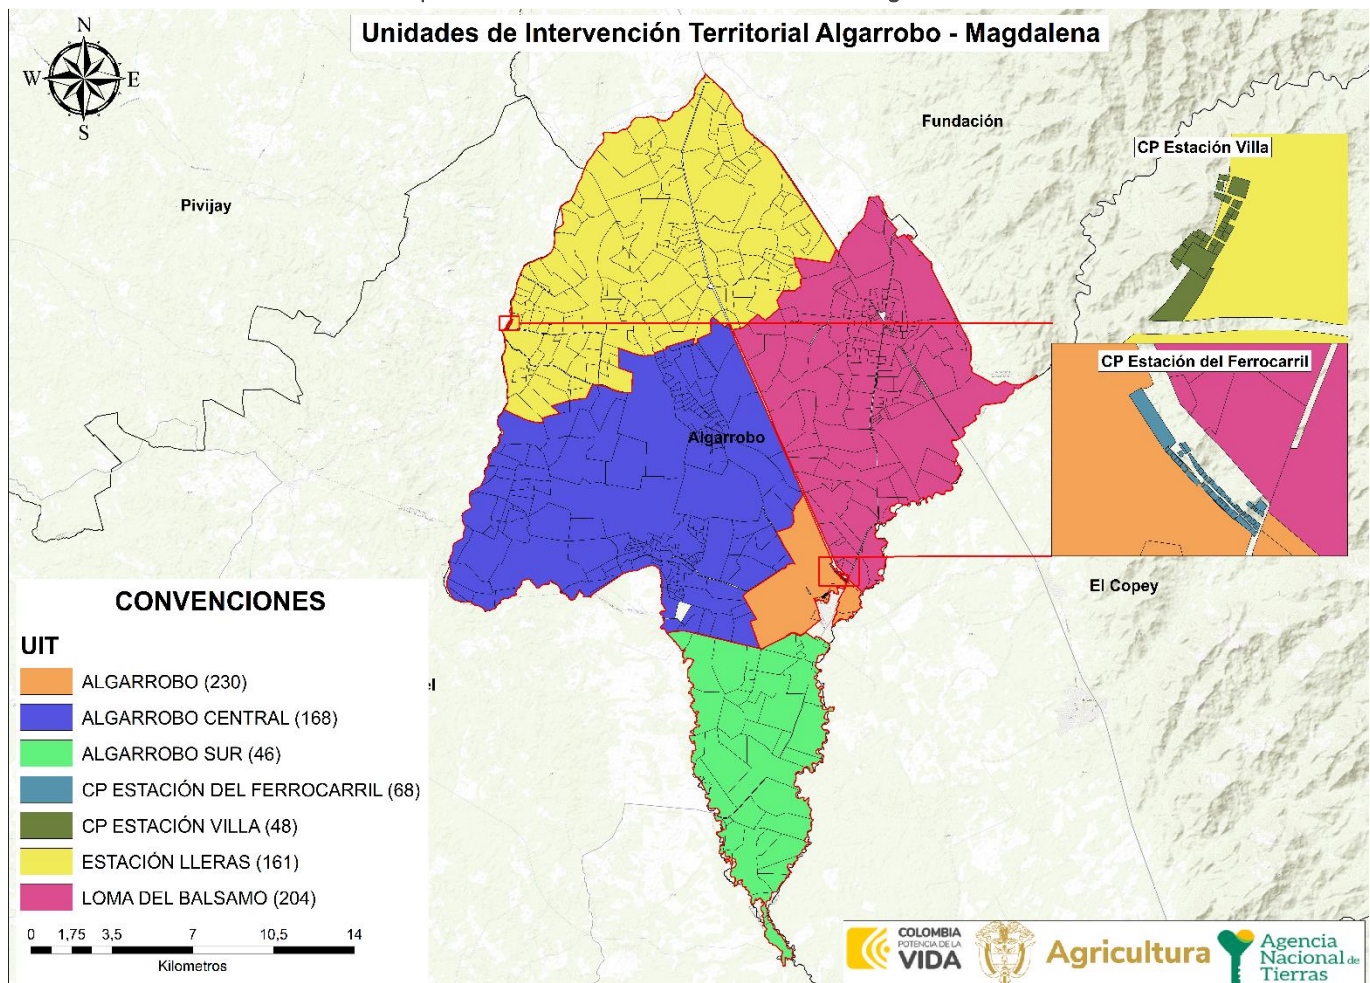 Unidades de Intervención Territorial Algarrobo - Magdalena
N
W
E
S
Fundación
Pivijay
CP Estación Villa
CP Estación del Ferrocarril
Algarrobo
El Copey
el
CONVENCIONES
UIT
ALGARROBO (230)
ALGARROBO CENTRAL (168)
ALGARROBO SUR (46)
CP ESTACIÓN DEL FERROCARRIL (68)
CP ESTACIÓN VILLA (48)
ESTACIÓN LLERAS (161)
LOMA DEL BALSAMO (204)
0 1,75 3,5 7 10,5 14
Kilometros
COLOMBIA
POTENCIA DE LA
VIDA
Agricultura
Agencia
Nacional de
Tierras